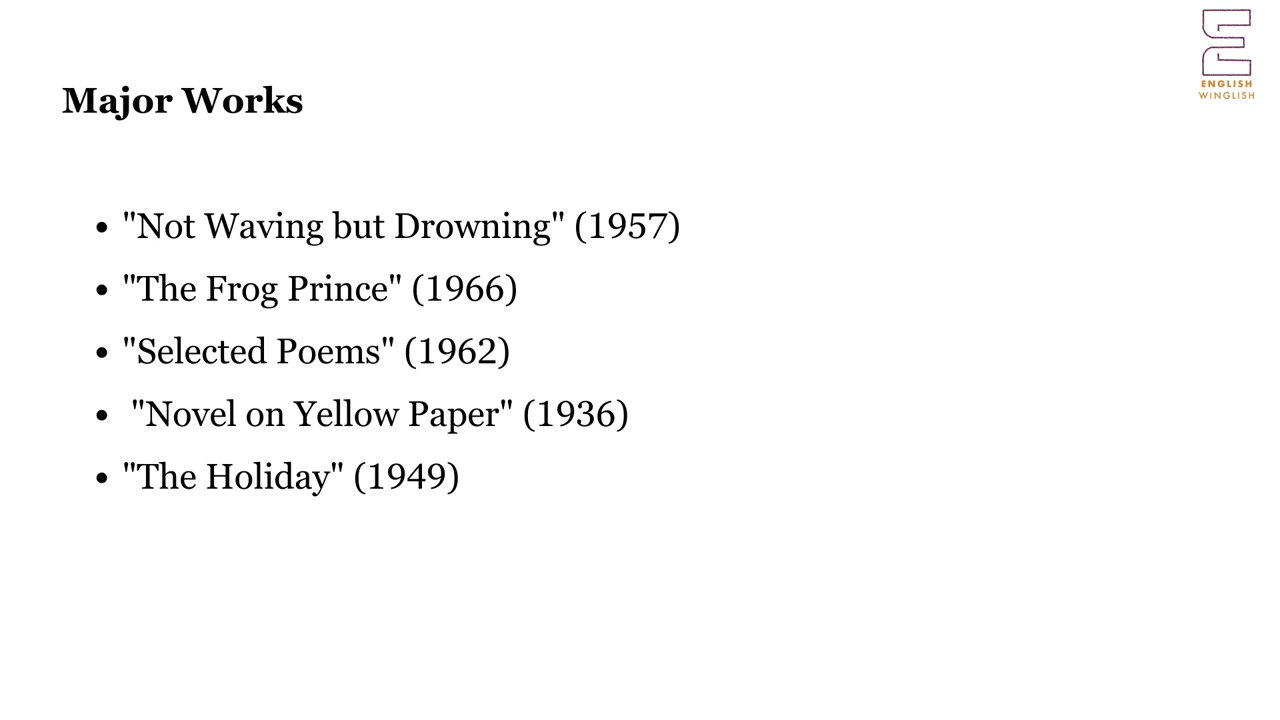 ENGLISH
WINGLISH
Major Works
• "Not Waving but Drowning" (1957)
• "The Frog Prince" (1966)
• "Selected Poems" (1962)
• "Novel on Yellow Paper" (1936)
• "The Holiday" (1949)